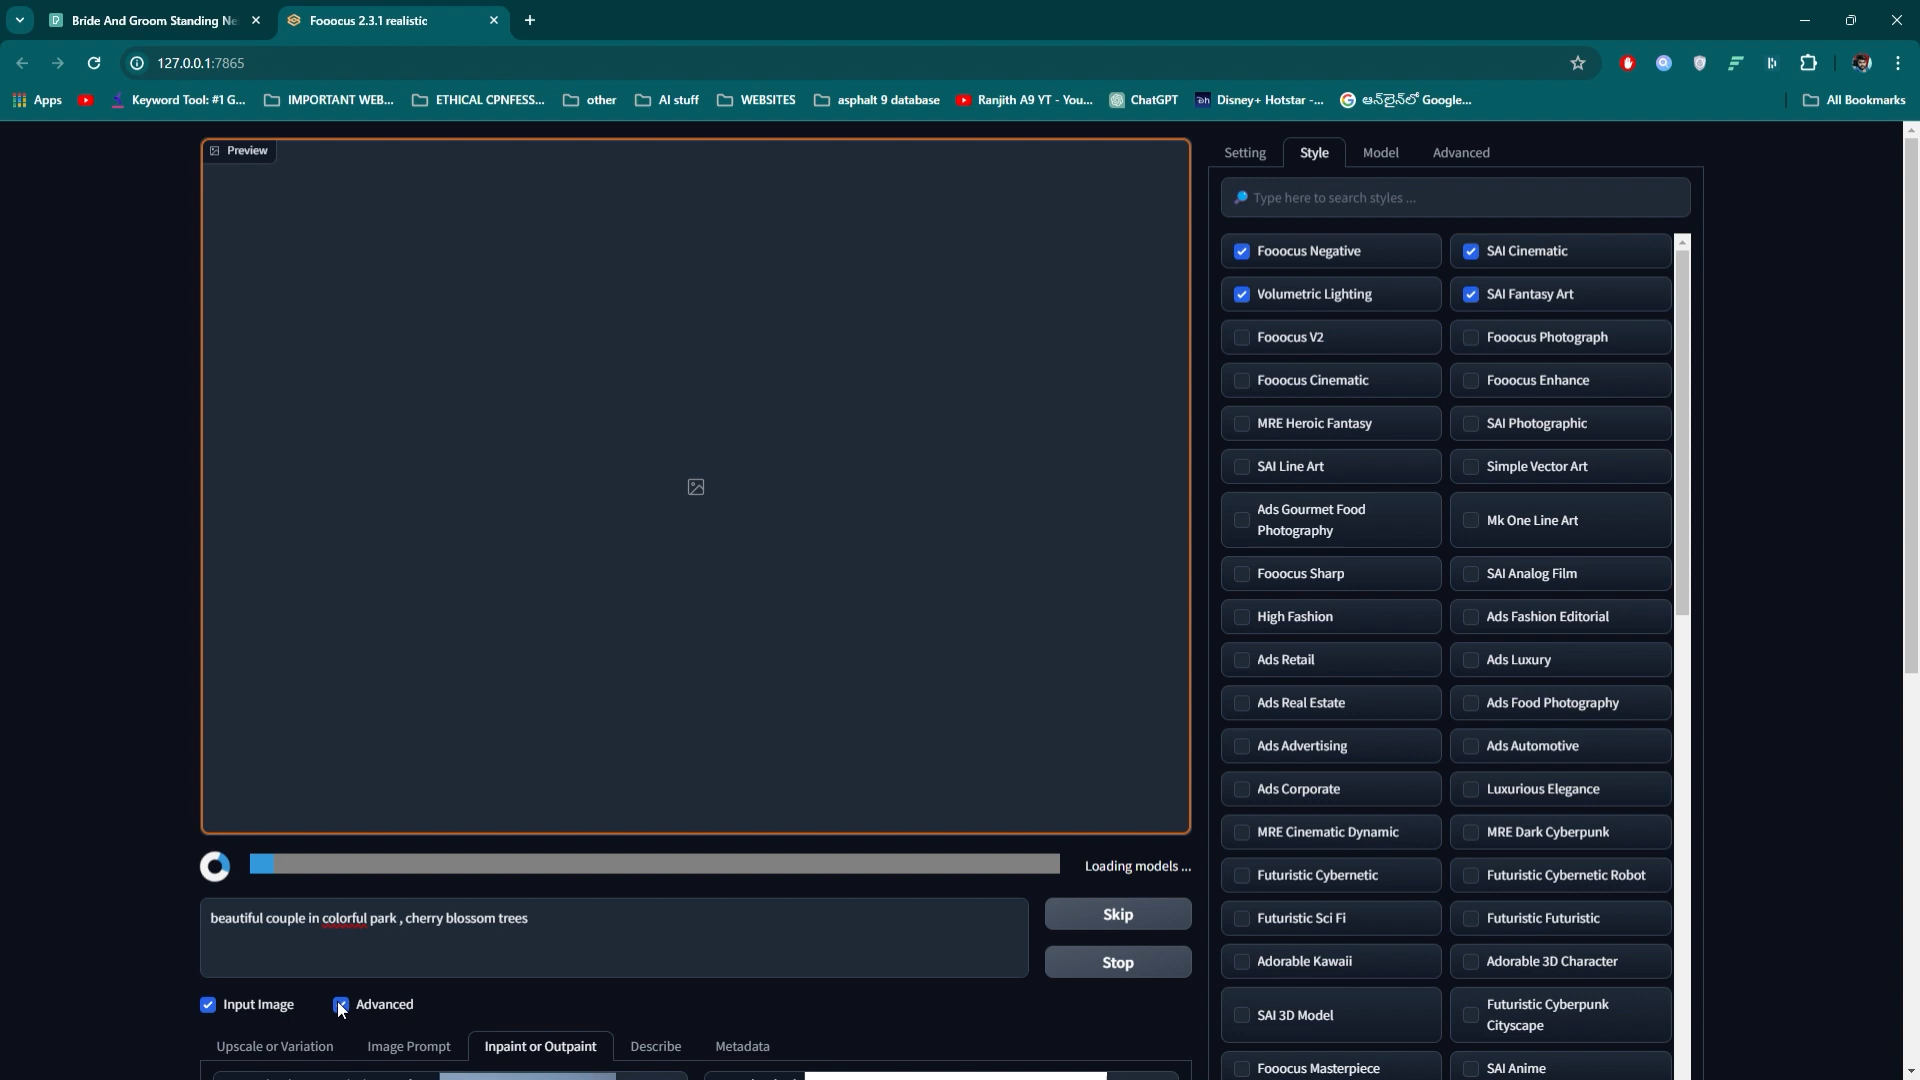 Bride And Groom Standing Ne
Fooocus 2.3.1 realistic
127.0.0.1:7865
Apps
Keyword Tool: #1 G...
IMPORTANT WEB...
ETHICAL CPNFESS...
other
AI stuff
WEBSITES
asphalt 9 database
Ranjith A9 YT - You...
ChatGPT
Disney+ Hotstar -...
ఆన్‌లైన్‌లో Google...
All Bookmarks
Preview
Setting
Style
Model
Advanced
Type here to search styles ...
Fooocus Negative
SAI Cinematic
Volumetric Lighting
SAI Fantasy Art
Fooocus V2
Fooocus Photograph
Fooocus Cinematic
Fooocus Enhance
MRE Heroic Fantasy
SAI Photographic
SAI Line Art
Simple Vector Art
Ads Gourmet Food
Photography
Mk One Line Art
Fooocus Sharp
SAI Analog Film
High Fashion
Ads Fashion Editorial
Ads Retail
Ads Luxury
Ads Real Estate
Ads Food Photography
Ads Advertising
Ads Automotive
Ads Corporate
Luxurious Elegance
MRE Cinematic Dynamic
MRE Dark Cyberpunk
Futuristic Cybernetic
Futuristic Cybernetic Robot
Futuristic Sci Fi
Futuristic Futuristic
Adorable Kawaii
Adorable 3D Character
SAI 3D Model
Futuristic Cyberpunk
Cityscape
Fooocus Masterpiece
SAI Anime
Loading models ...
beautiful couple in colorful park , cherry blossom trees
Skip
Stop
Input Image
Advanced
Upscale or Variation
Image Prompt
Inpaint or Outpaint
Describe
Metadata